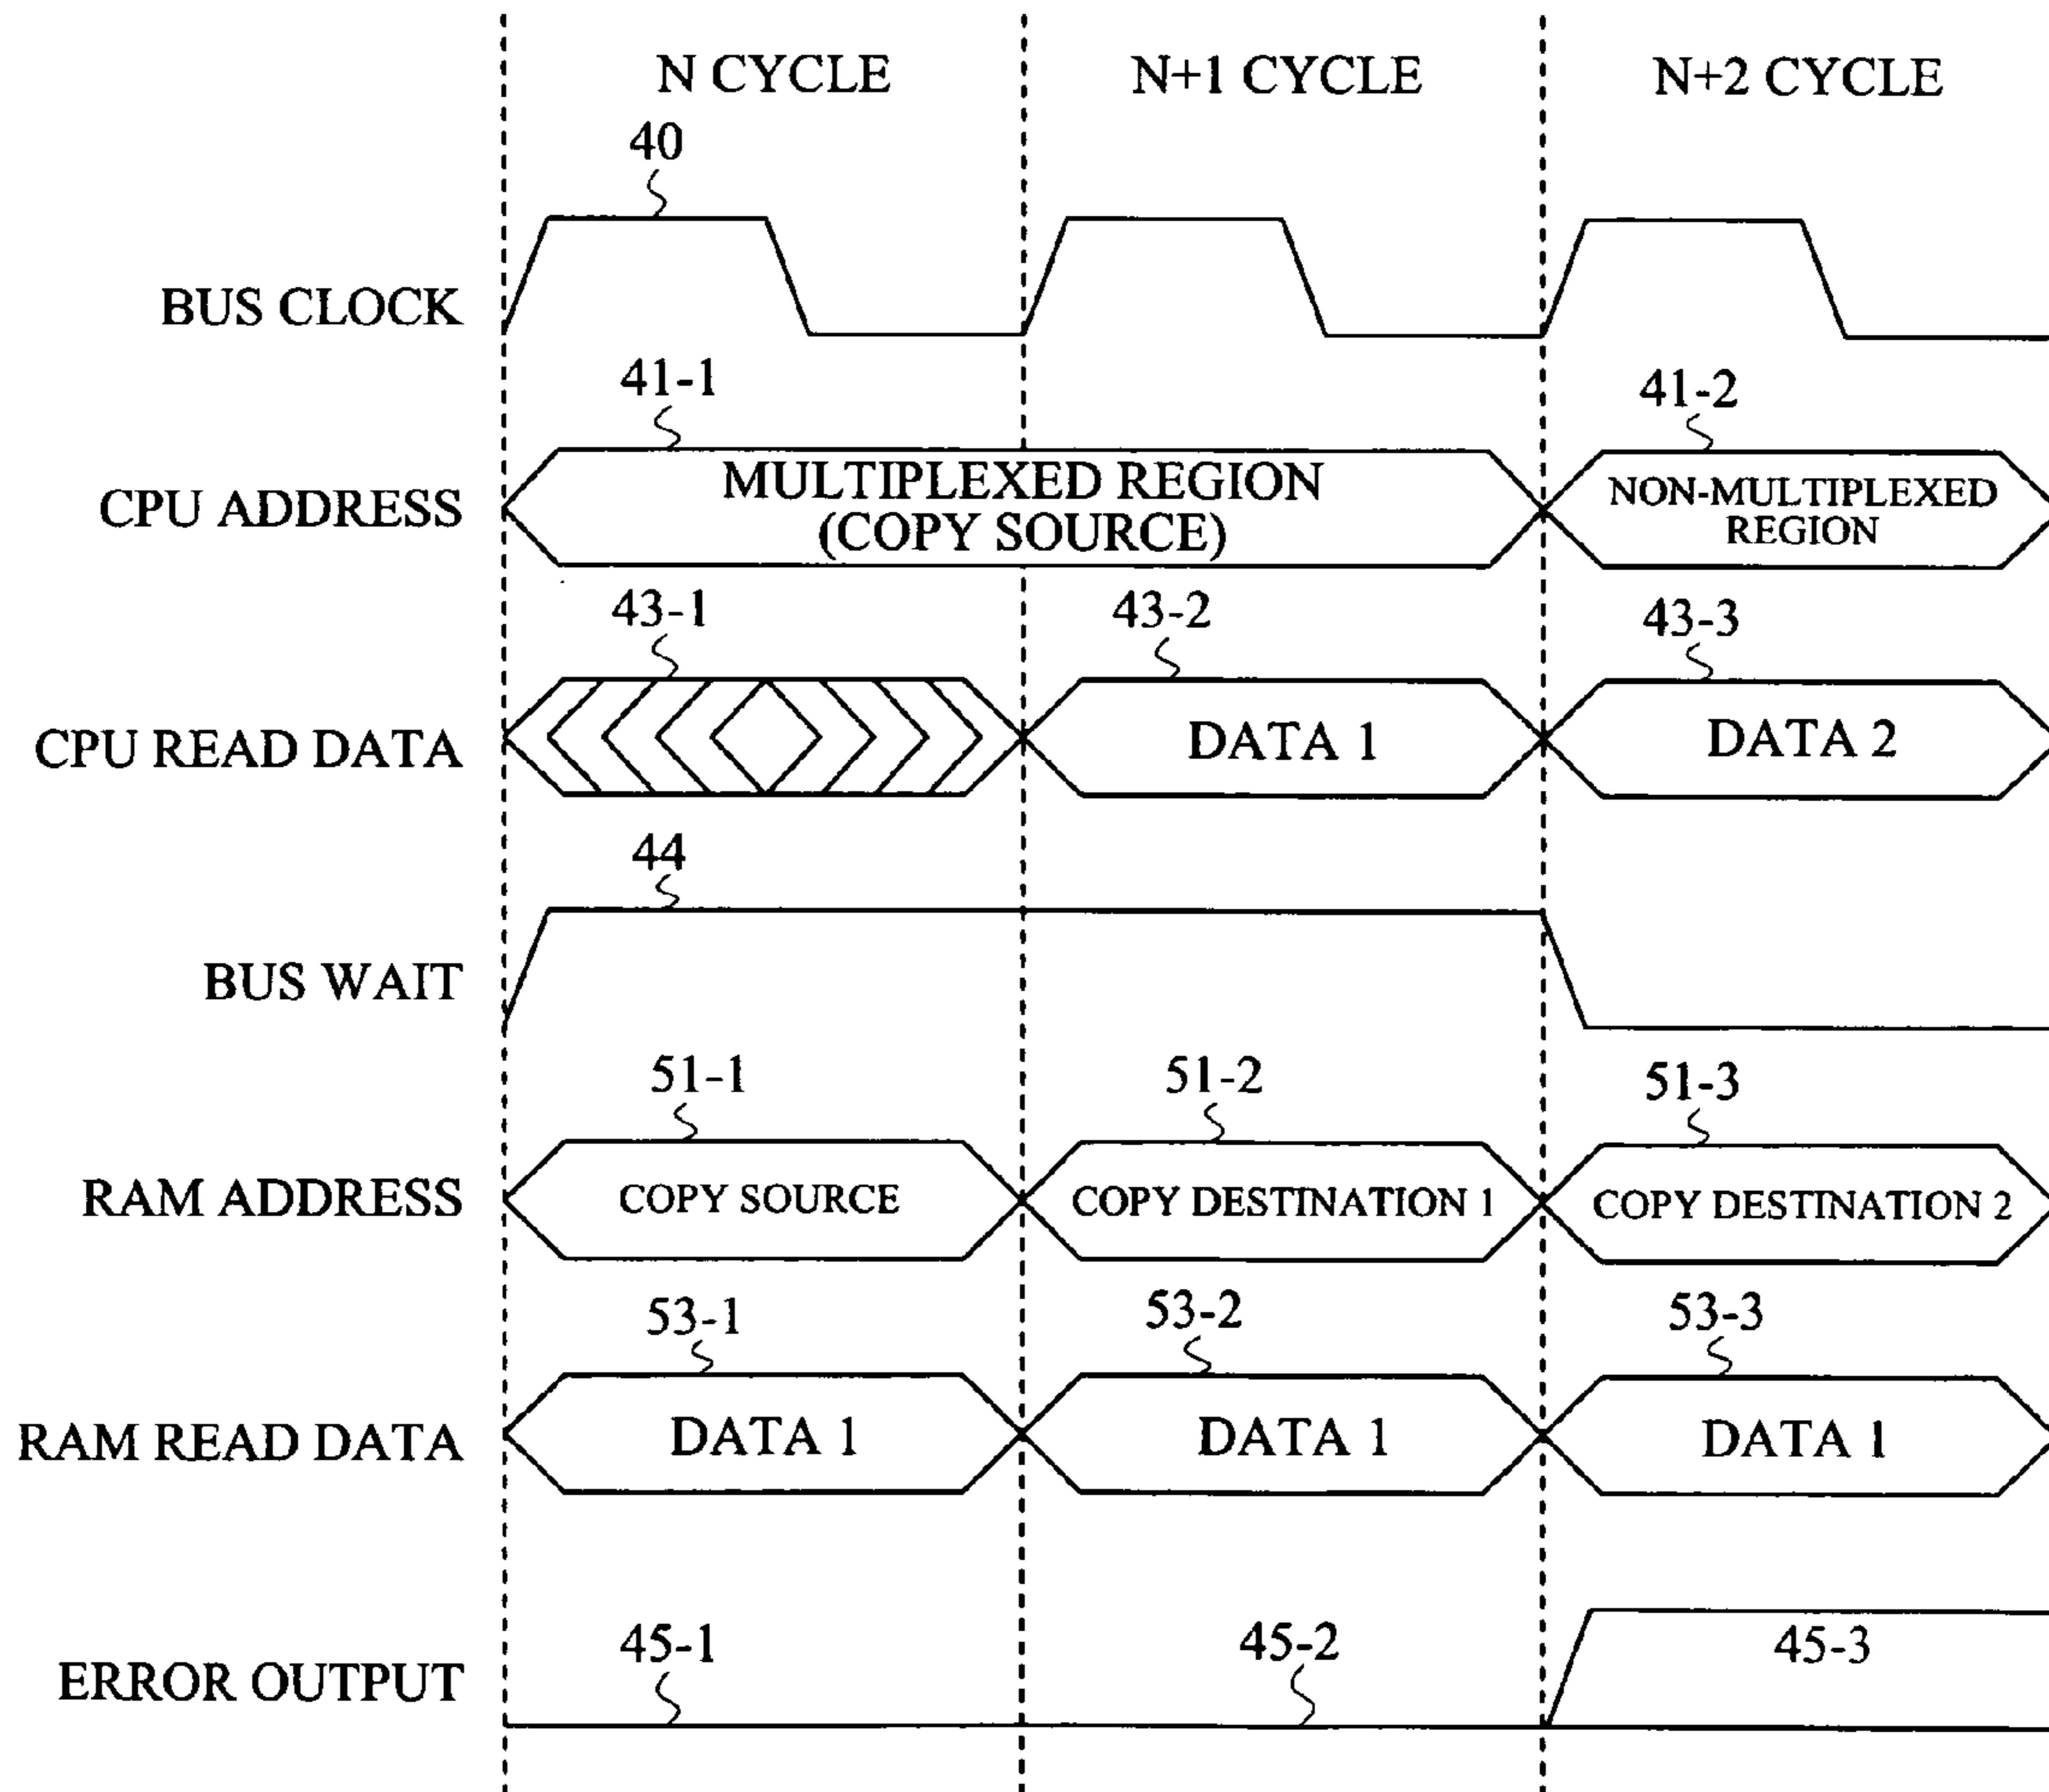 N CYCLE N+1 CYCLE N+2 CYCLE
40
BUS CLOCK
41-1 41-2
CPU ADDRESS
MULTIPLEXED REGION
(COPY SOURCE)
NON-MULTIPLEXED
REGION
43-1 43-2 43-3
CPU READ DATA DATA 1 DATA 2
44
BUS WAIT
51-1 51-2 51-3
RAM ADDRESS COPY SOURCE COPY DESTINATION 1 COPY DESTINATION 2
53-1 53-2 53-3
RAM READ DATA DATA 1 DATA 1 DATA 1
45-1 45-2 45-3
ERROR OUTPUT